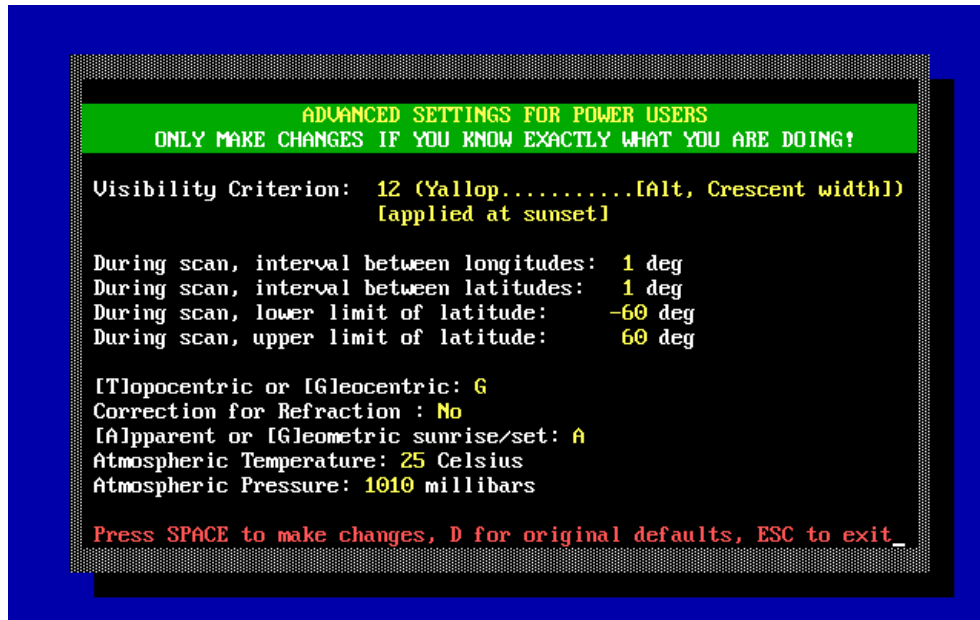 ADVANCED SETTINGS FOR POWER USERS
ONLY MAKE CHANGES IF YOU KNOW EXACTLY WHAT YOU ARE DOING!
Visibility Criterion: 12 (Yallop...........[Alt, Crescent width])
[applied at sunset]
During scan, interval between longitudes: 1 deg
During scan, interval between latitudes: 1 deg
During scan, lower limit of latitude: -60 deg
During scan, upper limit of latitude: 60 deg
[T]opocentric or [G]eocentric: G
Correction for Refraction : No
[A]pparent or [G]eometric sunrise/set: A
Atmospheric Temperature: 25 Celsius
Atmospheric Pressure: 1010 millibars
Press SPACE to make changes, D for original defaults, ESC to exit_